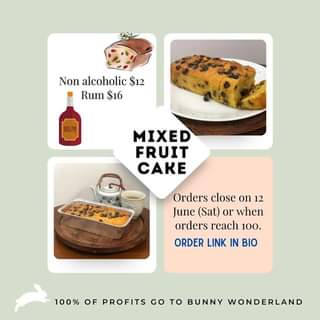 Non alcoholic $12
Rum $16
MIXED
FRUIT
CAKE
Orders close on 12
June (Sat) or when
orders reach 100.
ORDER LINK IN BIO
100% OF PROFITS GO TO BUNNY WONDERLAND